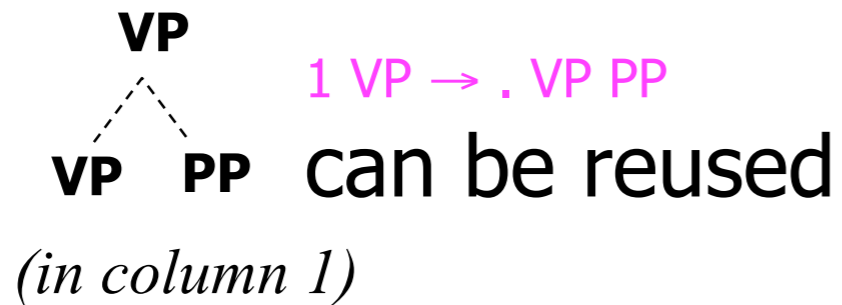 VP
1 VP → . VP PP
VP PP can be reused
(in column 1)